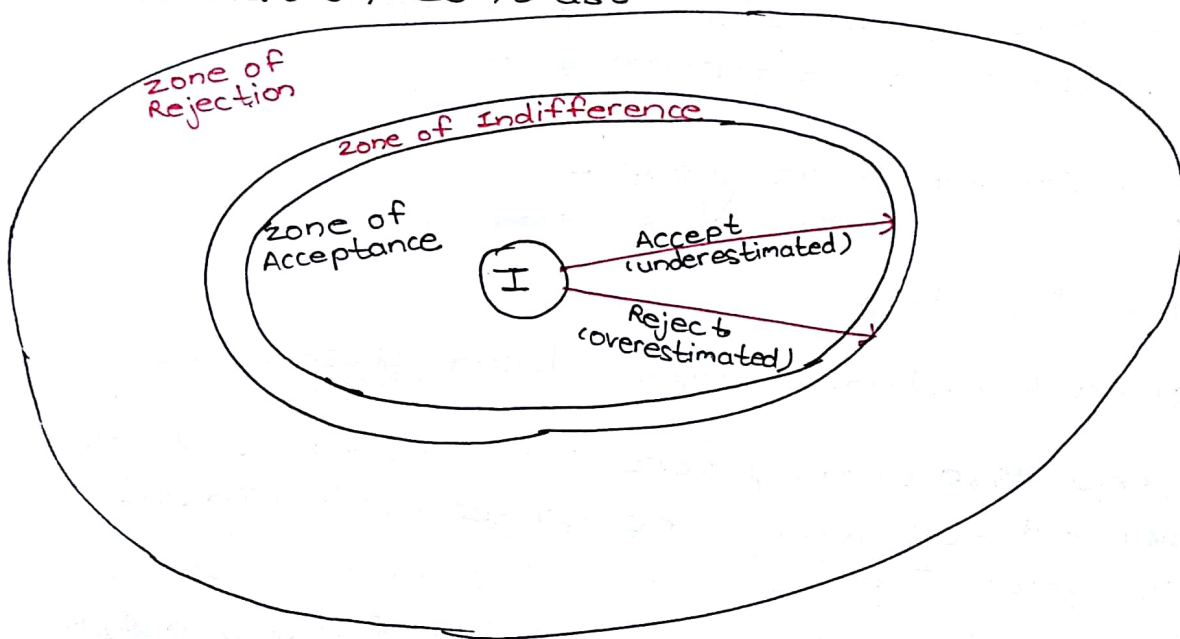 zone of
Rejection
zone of Indifference
zone of
Acceptance
I
Accept
(underestimated)
Reject
(overestimated)